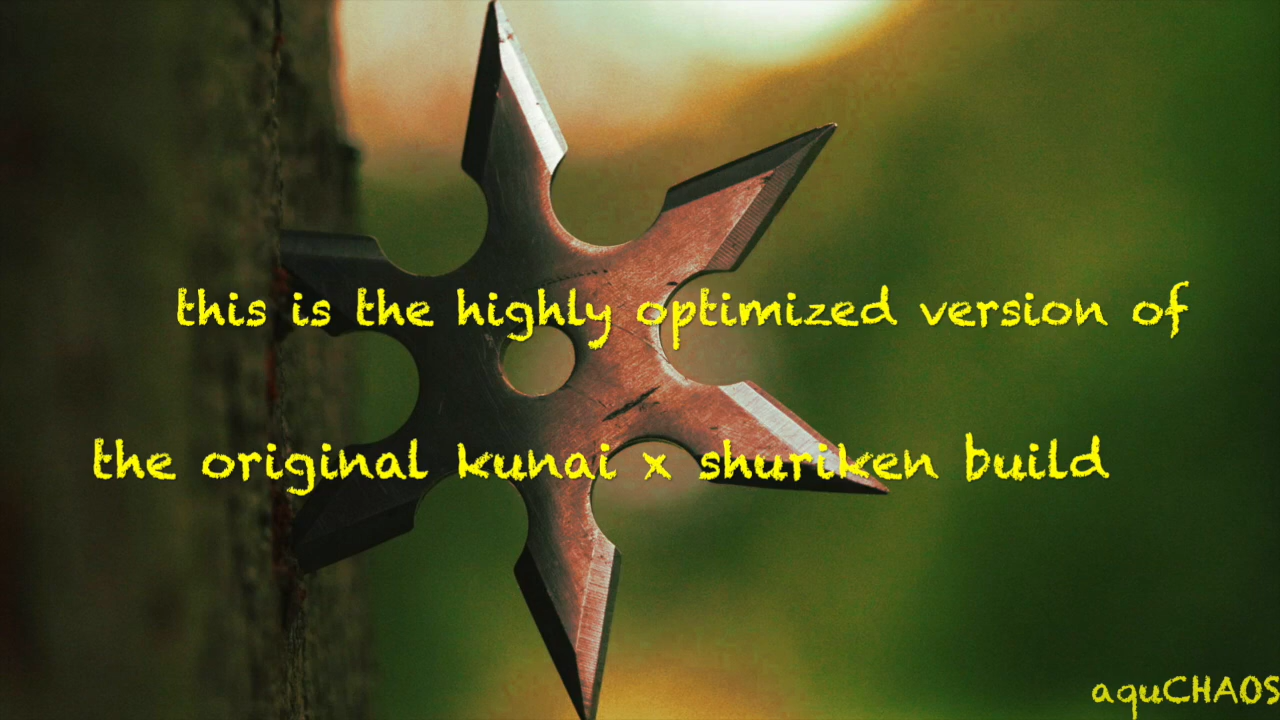 this is the highly optimized version of
the original kunai x shuriken build
aquCHAOS